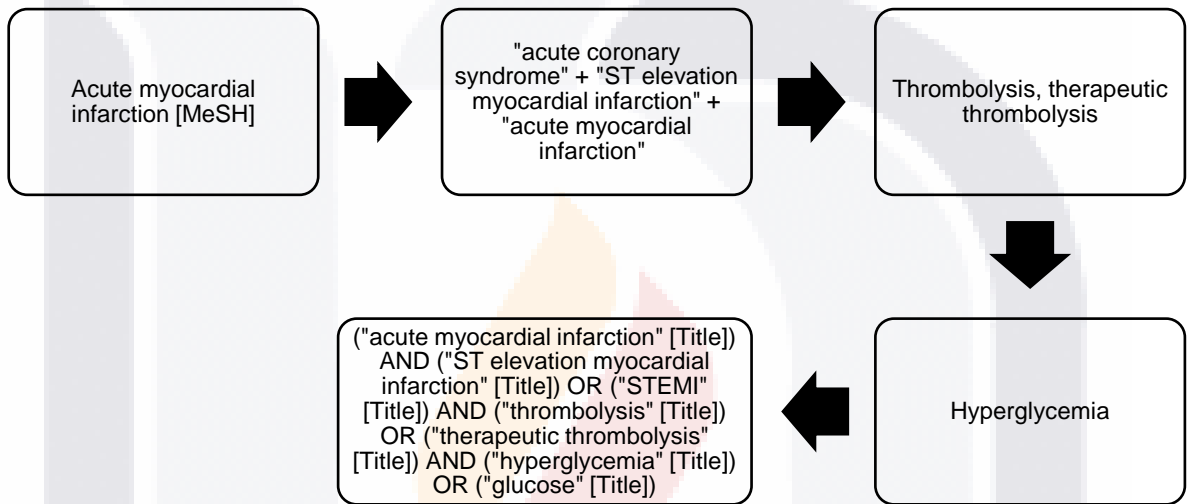 Acute myocardial
infarction [MeSH]
"acute coronary
syndrome" + "ST elevation
myocardial infarction" +
"acute myocardial
infarction"
Thrombolysis, therapeutic
thrombolysis
Hyperglycemia
("acute myocardial infarction" [Title])
AND ("ST elevation myocardial
infarction" [Title]) OR ("STEMI"
[Title]) AND ("thrombolysis" [Title])
OR ("therapeutic thrombolysis"
[Title]) AND ("hyperglycemia" [Title])
OR ("glucose" [Title])